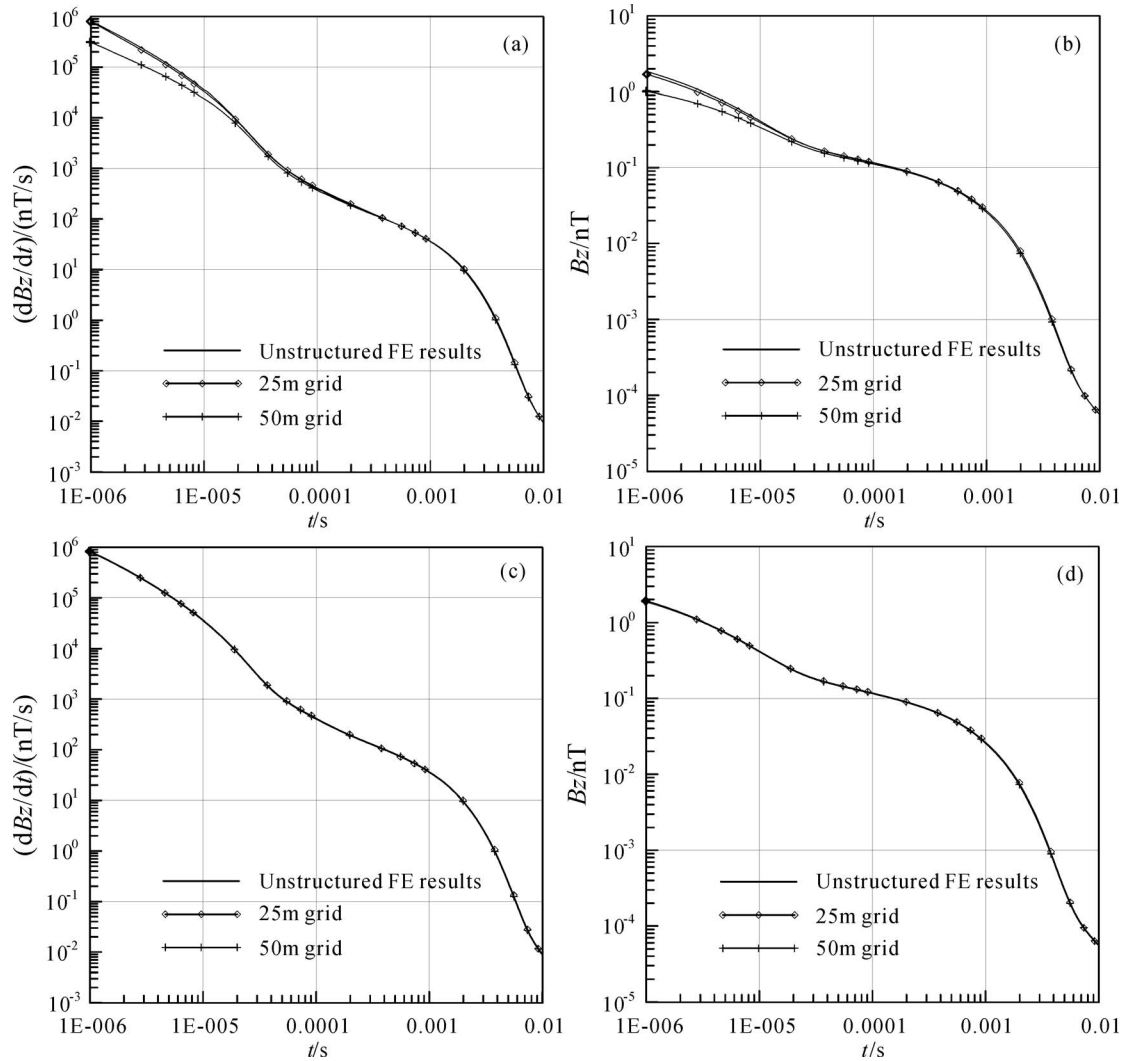 (a)
10^6
10^5
10^4
10^3
10^2
10^1
10^0
10^-1
10^-2
10^-3
(dBz/dt)/(nT/s)
Unstructured FE results
25m grid
50m grid
1E-006 1E-005 0.0001 0.001 0.01
t/s
(b)
10^1
10^0
10^-1
10^-2
10^-3
10^-4
10^-5
Bz/nT
Unstructured FE results
25m grid
50m grid
1E-006 1E-005 0.0001 0.001 0.01
t/s
(c)
10^6
10^5
10^4
10^3
10^2
10^1
10^0
10^-1
10^-2
10^-3
(dBz/dt)/(nT/s)
Unstructured FE results
25m grid
50m grid
1E-006 1E-005 0.0001 0.001 0.01
t/s
(d)
10^1
10^0
10^-1
10^-2
10^-3
10^-4
10^-5
Bz/nT
Unstructured FE results
25m grid
50m grid
1E-006 1E-005 0.0001 0.001 0.01
t/s